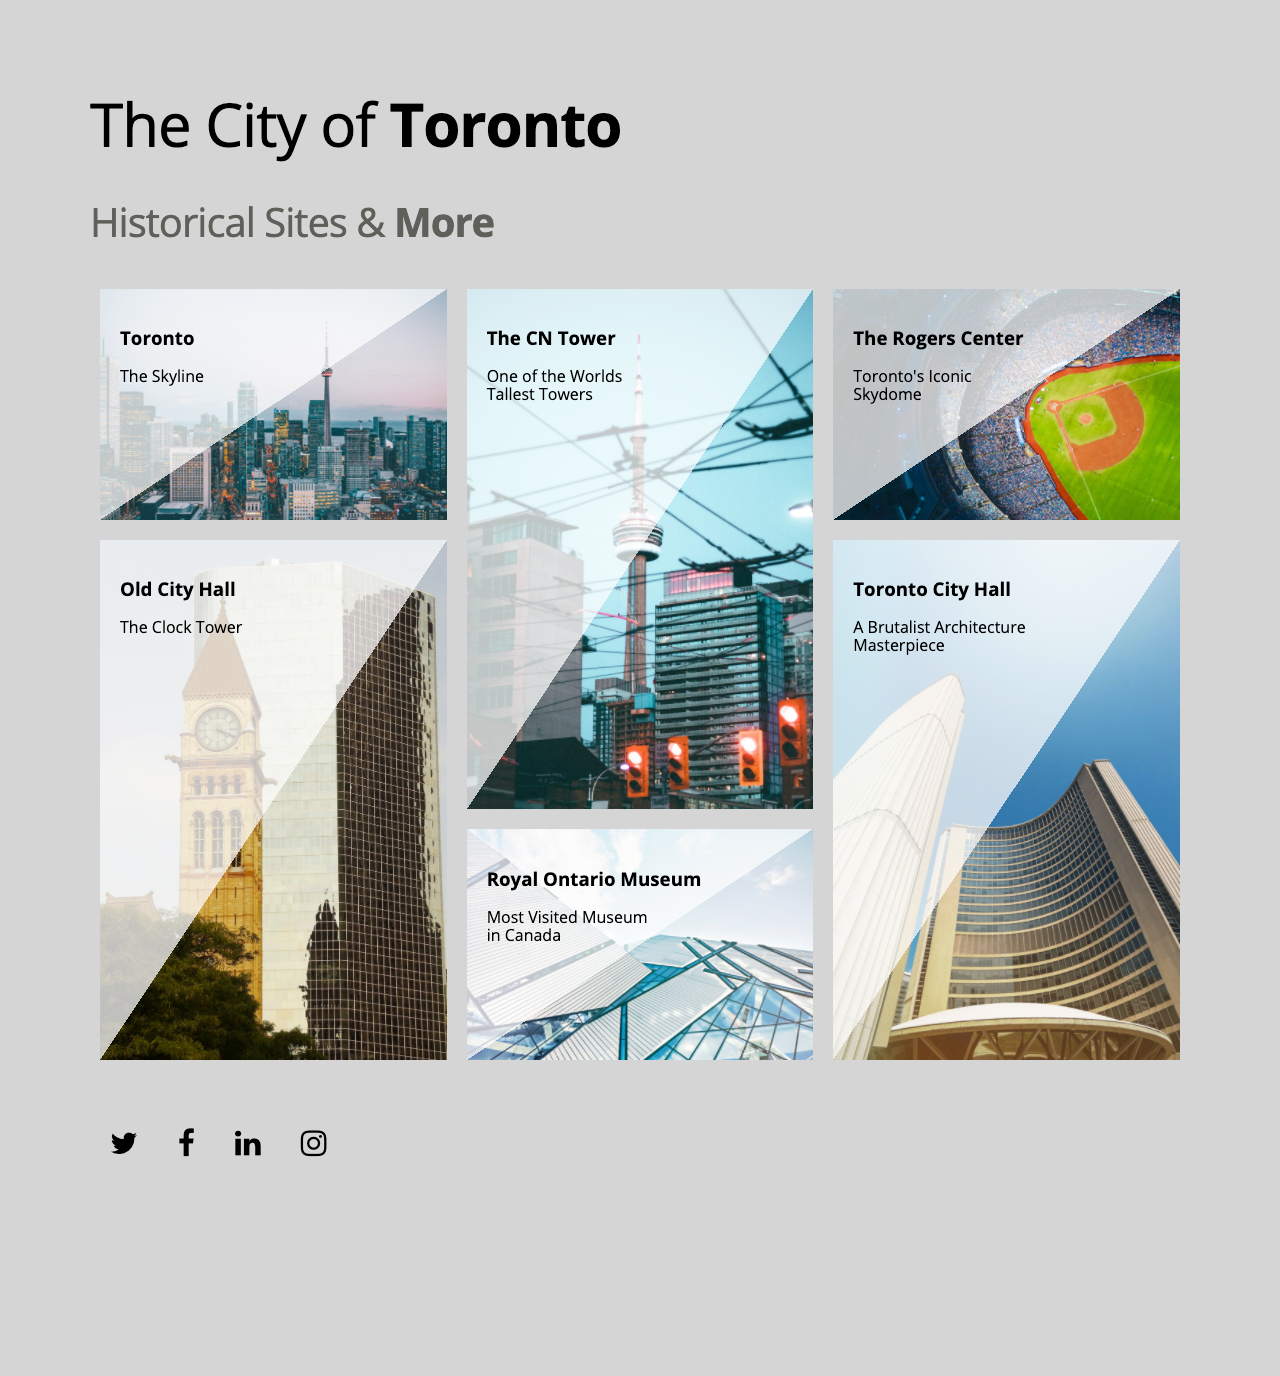 The City of Toronto
Historical Sites & More
Toronto
The Skyline
The CN Tower
One of the Worlds
Tallest Towers
The Rogers Center
Toronto's Iconic
Skydome
Old City Hall
The Clock Tower
Toronto City Hall
A Brutalist Architecture
Masterpiece
Royal Ontario Museum
Most Visited Museum
in Canada